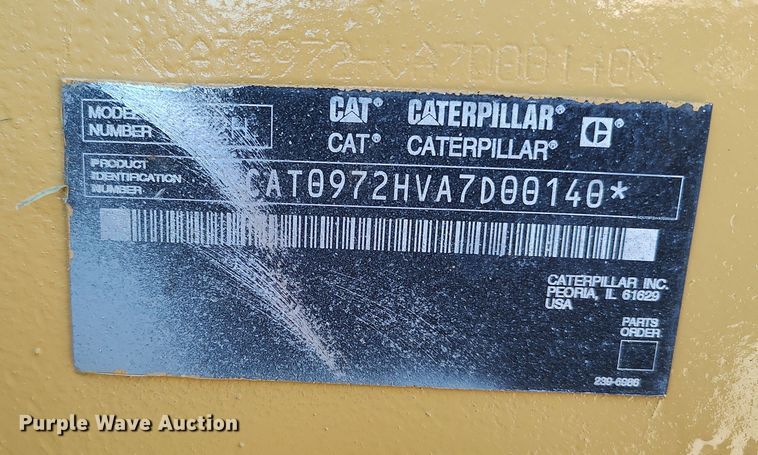 CAT0972HVA7D00140*
MODEL
NUMBER
H
CAT® CATERPILLAR®
CAT® CATERPILLAR® C®
PRODUCT
IDENTIFICATION
NUMBER
CAT0972HVA7D00140*
CATERPILLAR INC.
PEORIA, IL 61629
USA
PARTS
ORDER
239-6986
Purple Wave Auction®